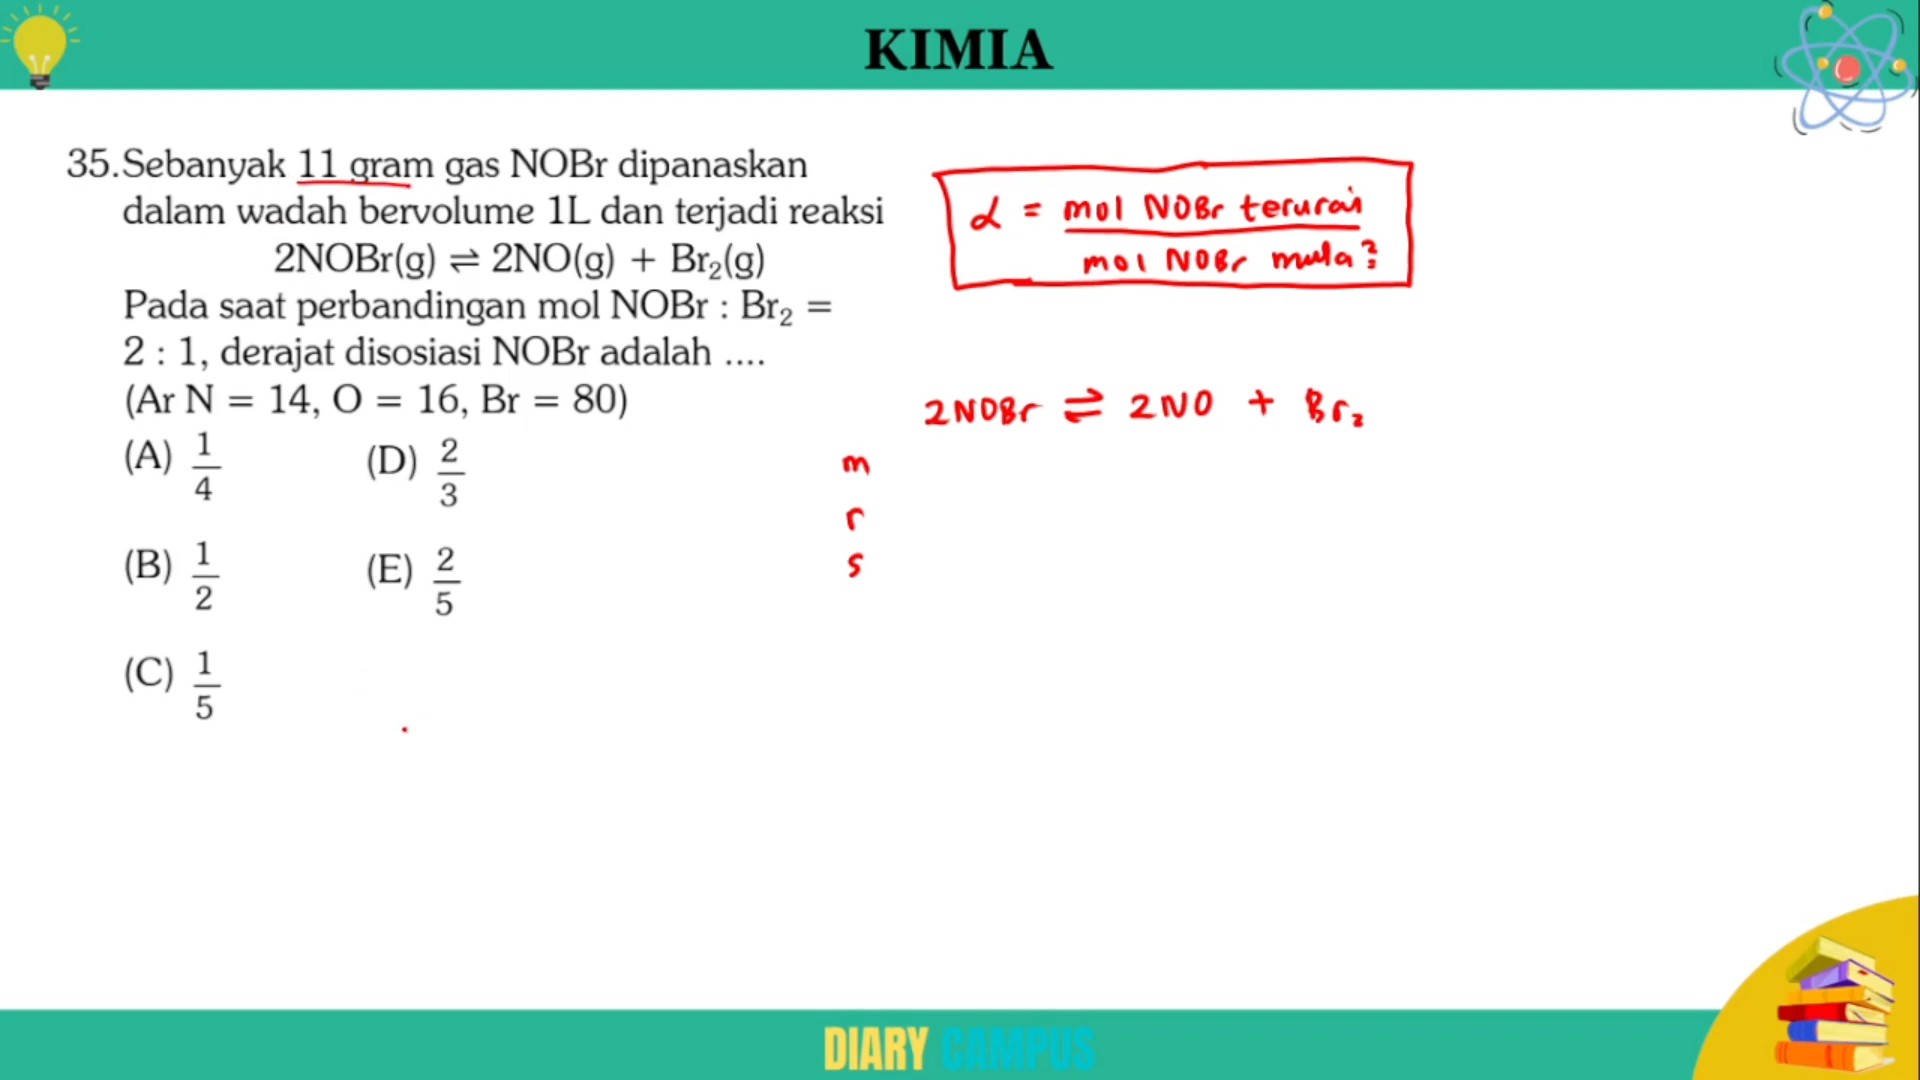 KIMIA
35.Sebanyak 11 gram gas NOBr dipanaskan
dalam wadah bervolume 1L dan terjadi reaksi
2NOBr(g) ⇌ 2NO(g) + Br₂(g)
Pada saat perbandingan mol NOBr : Br₂ =
2 : 1, derajat disosiasi NOBr adalah ....
(Ar N = 14, O = 16, Br = 80)
(A) 1/4 (D) 2/3
(B) 1/2 (E) 2/5
(C) 1/5
α = mol NOBr terurai
mol NOBr mula²
2NOBr ⇌ 2NO + Br₂
m
r
s
DIARY CAMPUS